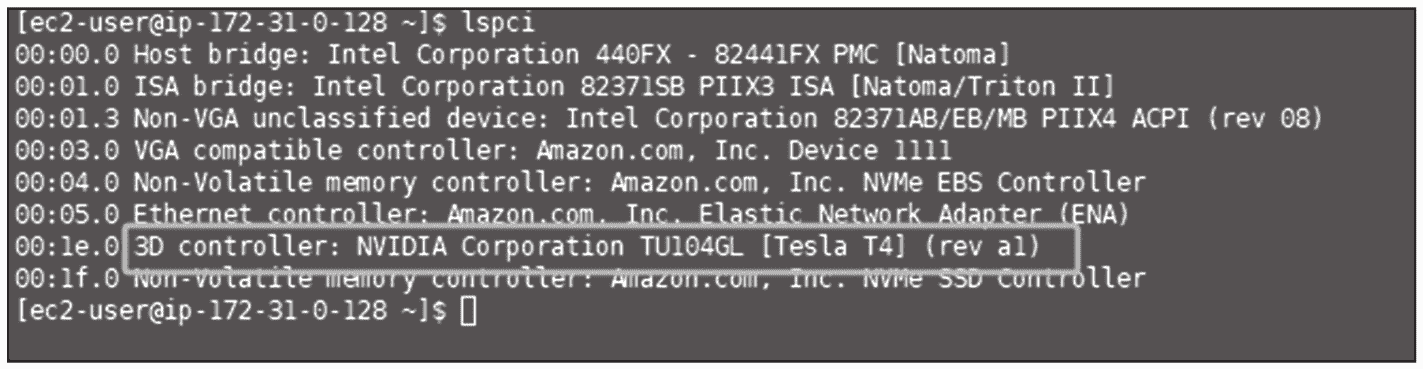 [ec2-user@ip-172-31-0-128 ~]$ lspci
00:00.0 Host bridge: Intel Corporation 440FX - 82441FX PMC [Natoma]
00:01.0 ISA bridge: Intel Corporation 82371SB PIIX3 ISA [Natoma/Triton II]
00:01.3 Non-VGA unclassified device: Intel Corporation 82371AB/EB/MB PIIX4 ACPI (rev 08)
00:03.0 VGA compatible controller: Amazon.com, Inc. Device 1111
00:04.0 Non-Volatile memory controller: Amazon.com, Inc. NVMe EBS Controller
00:05.0 Ethernet controller: Amazon.com, Inc. Elastic Network Adapter (ENA)
00:1e.0 3D controller: NVIDIA Corporation TU104GL [Tesla T4] (rev a1)
00:1f.0 Non-Volatile memory controller: Amazon.com, Inc. NVMe SSD Controller
[ec2-user@ip-172-31-0-128 ~]$